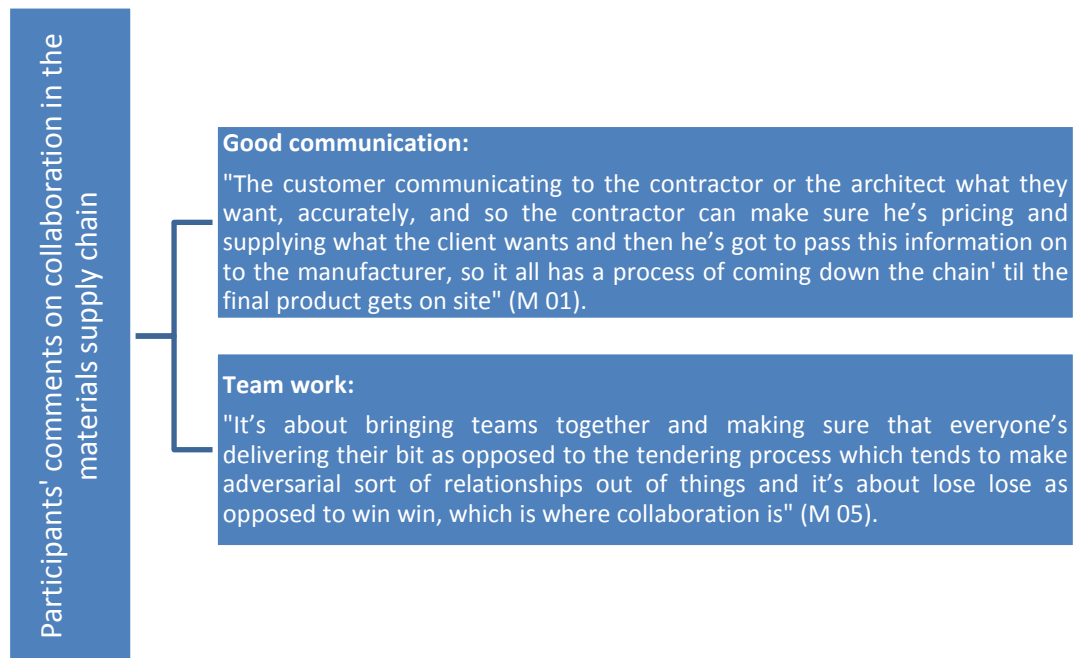 Participants' comments on collaboration in the
materials supply chain
Good communication:
"The customer communicating to the contractor or the architect what they
want, accurately, and so the contractor can make sure he’s pricing and
supplying what the client wants and then he’s got to pass this information on
to the manufacturer, so it all has a process of coming down the chain' til the
final product gets on site" (M 01).
Team work:
"It’s about bringing teams together and making sure that everyone’s
delivering their bit as opposed to the tendering process which tends to make
adversarial sort of relationships out of things and it’s about lose lose as
opposed to win win, which is where collaboration is" (M 05).